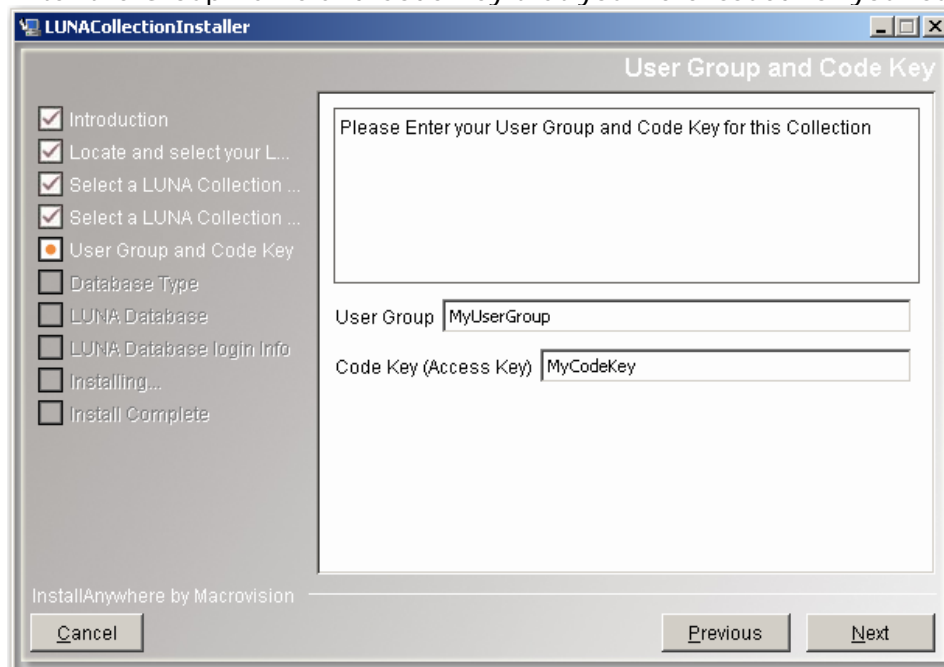 LUNACollectionInstaller
User Group and Code Key
Introduction
Locate and select your L...
Select a LUNA Collection ...
Select a LUNA Collection ...
User Group and Code Key
Database Type
LUNA Database
LUNA Database login Info
Installing...
Install Complete
Please Enter your User Group and Code Key for this Collection
User Group MyUserGroup
Code Key (Access Key) MyCodeKey
InstallAnywhere by Macrovision
Cancel Previous Next